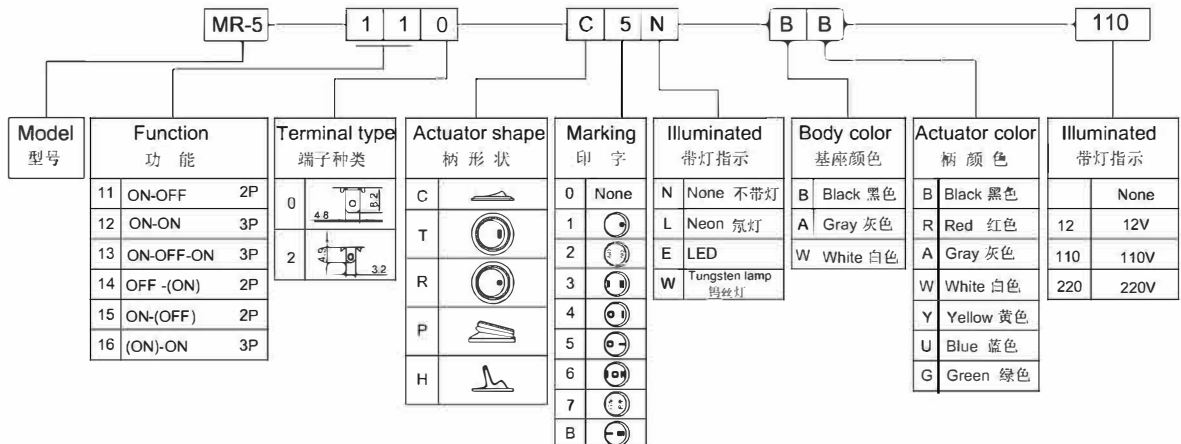 MR-5 1 1 0 C 5 N B B 110
Model
型号
Function
功 能
11 ON-OFF 2P
12 ON-ON 3P
13 ON-OFF-ON 3P
14 OFF -(ON) 2P
15 ON-(OFF) 2P
16 (ON)-ON 3P
Terminal type
端子种类
0 4.8 8.2
2 4.9 3.2
Actuator shape
柄 形 状
C
T
R
P
H
Marking
印 字
0 None
1
2
3
4
5
6
7
B
Illuminated
带灯指示
N None 不带灯
L Neon 氖灯
E LED
W Tungsten lamp
钨丝灯
Body color
基座颜色
B Black 黑色
A Gray 灰色
W White 白色
Actuator color
柄 颜 色
B Black 黑色
R Red 红色
A Gray 灰色
W White 白色
Y Yellow 黄色
U Blue 蓝色
G Green 绿色
Illuminated
带灯指示
None
12 12V
110 110V
220 220V